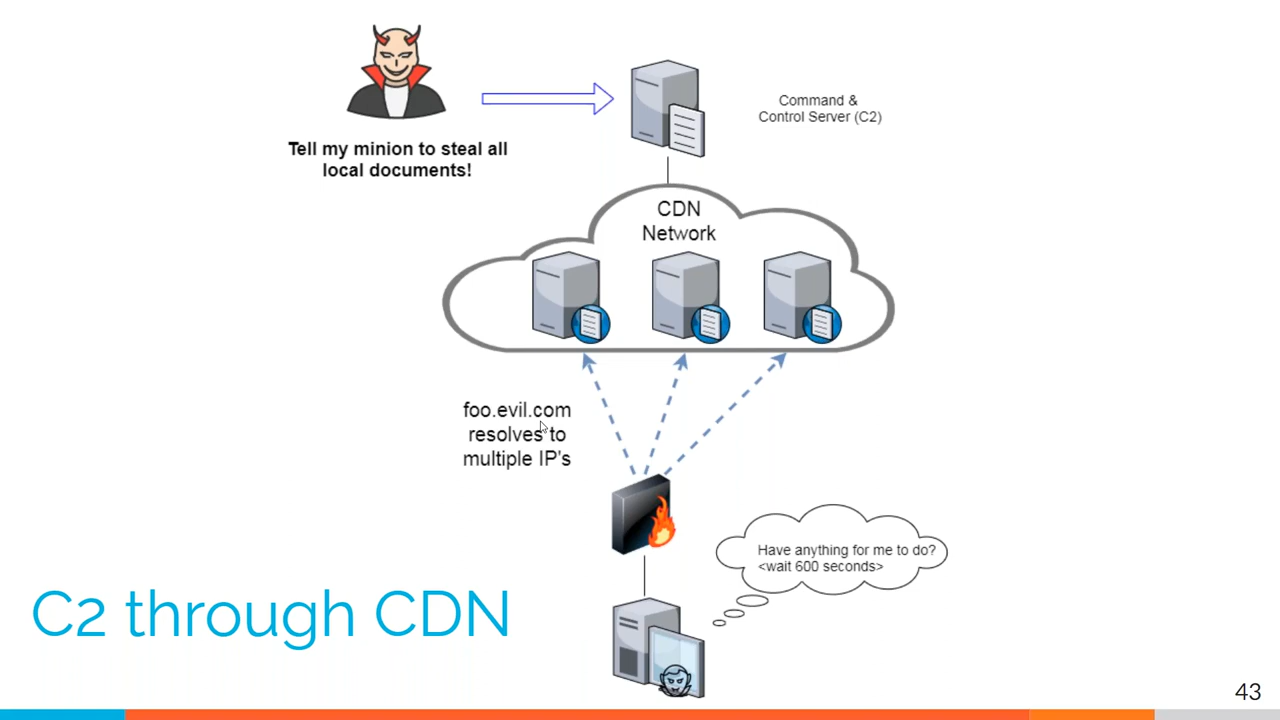 Command &
Control Server (C2)
Tell my minion to steal all
local documents!
CDN
Network
foo.evil.com
resolves to
multiple IP's
Have anything for me to do?
<wait 600 seconds>
C2 through CDN
43